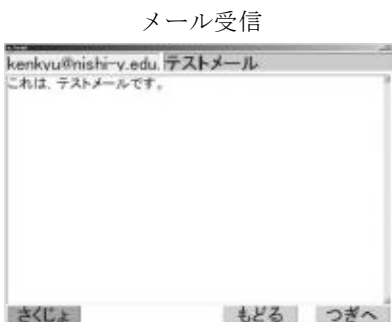 メール受信
kenkyu@nishi-y.edu. テストメール
これは、テストメールです。
さくじょ もどる つぎへ